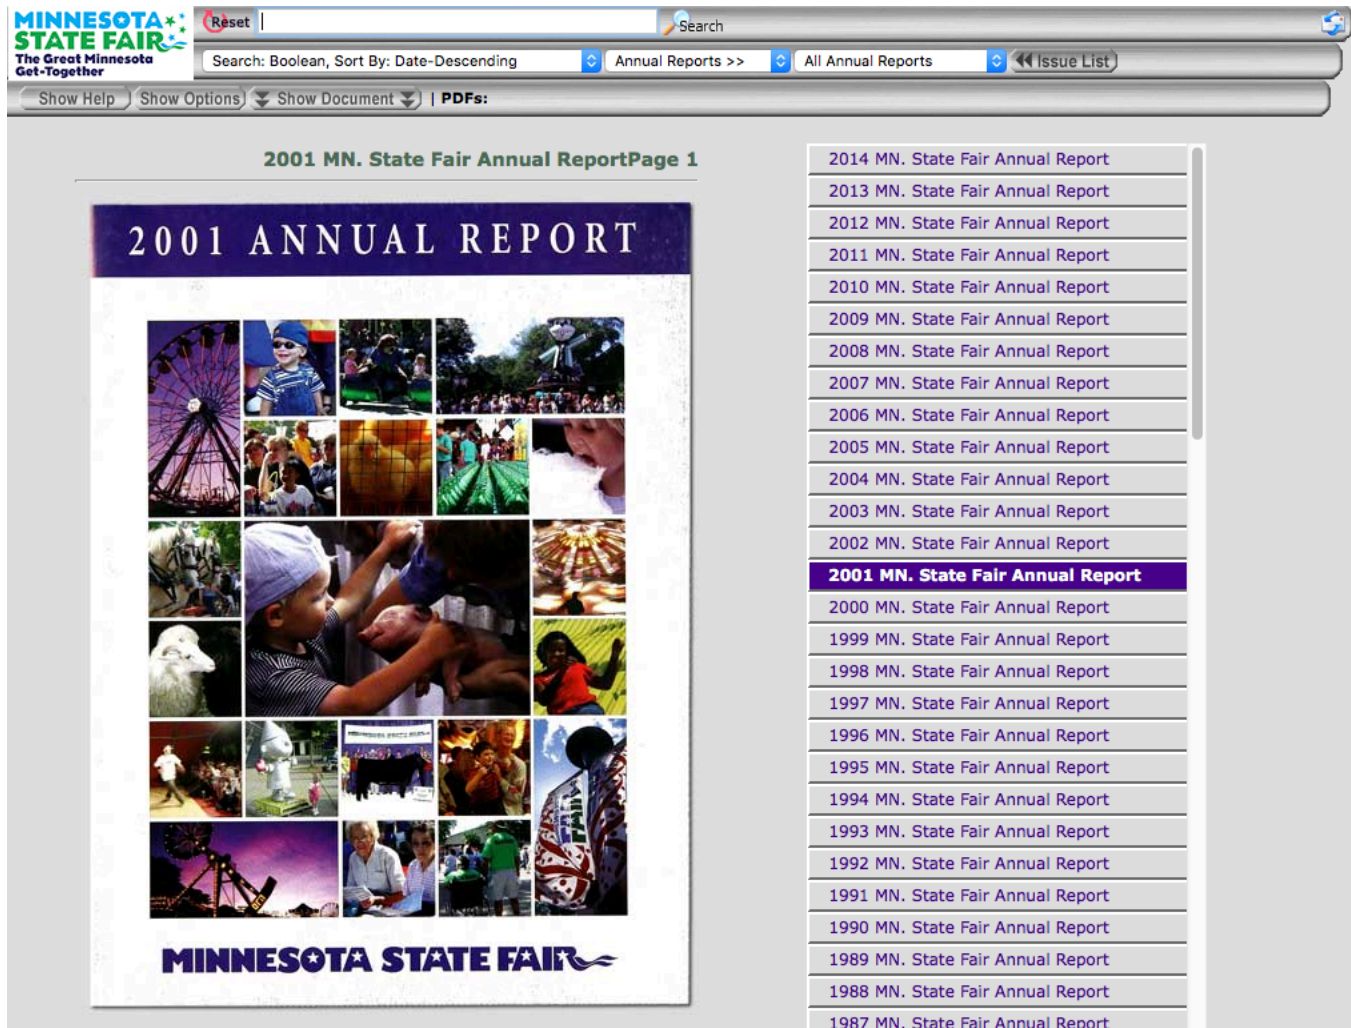 MINNESOTA
STATE FAIR
The Great Minnesota
Get-Together
Reset
Search
Search: Boolean, Sort By: Date-Descending
Annual Reports >>
All Annual Reports
Issue List
Show Help
Show Options
Show Document
| PDFs:
2001 MN. State Fair Annual ReportPage 1
2001 ANNUAL REPORT
MINNESOTA STATE FAIR
FAIR
MINNESOTA STATE FAIR
2014 MN. State Fair Annual Report
2013 MN. State Fair Annual Report
2012 MN. State Fair Annual Report
2011 MN. State Fair Annual Report
2010 MN. State Fair Annual Report
2009 MN. State Fair Annual Report
2008 MN. State Fair Annual Report
2007 MN. State Fair Annual Report
2006 MN. State Fair Annual Report
2005 MN. State Fair Annual Report
2004 MN. State Fair Annual Report
2003 MN. State Fair Annual Report
2002 MN. State Fair Annual Report
2001 MN. State Fair Annual Report
2000 MN. State Fair Annual Report
1999 MN. State Fair Annual Report
1998 MN. State Fair Annual Report
1997 MN. State Fair Annual Report
1996 MN. State Fair Annual Report
1995 MN. State Fair Annual Report
1994 MN. State Fair Annual Report
1993 MN. State Fair Annual Report
1992 MN. State Fair Annual Report
1991 MN. State Fair Annual Report
1990 MN. State Fair Annual Report
1989 MN. State Fair Annual Report
1988 MN. State Fair Annual Report
1987 MN. State Fair Annual Report